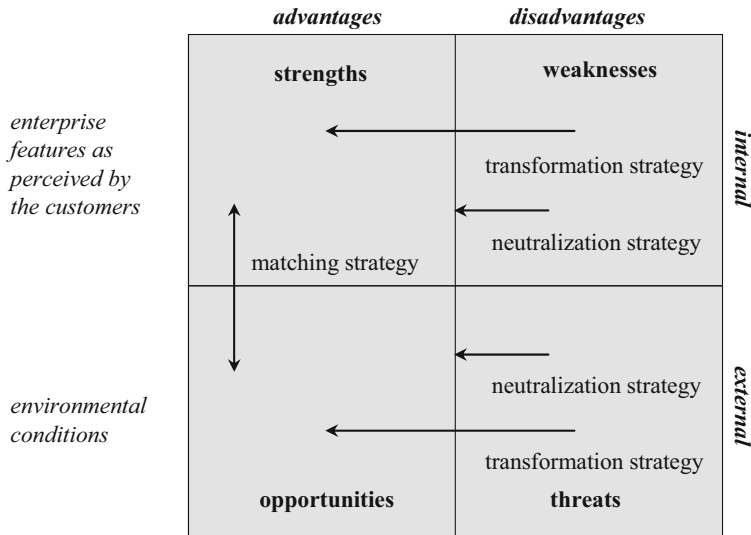 advantages
disadvantages
strengths
weaknesses
enterprise
features as
perceived by
the customers
internal
transformation strategy
neutralization strategy
matching strategy
environmental
conditions
external
neutralization strategy
transformation strategy
opportunities
threats